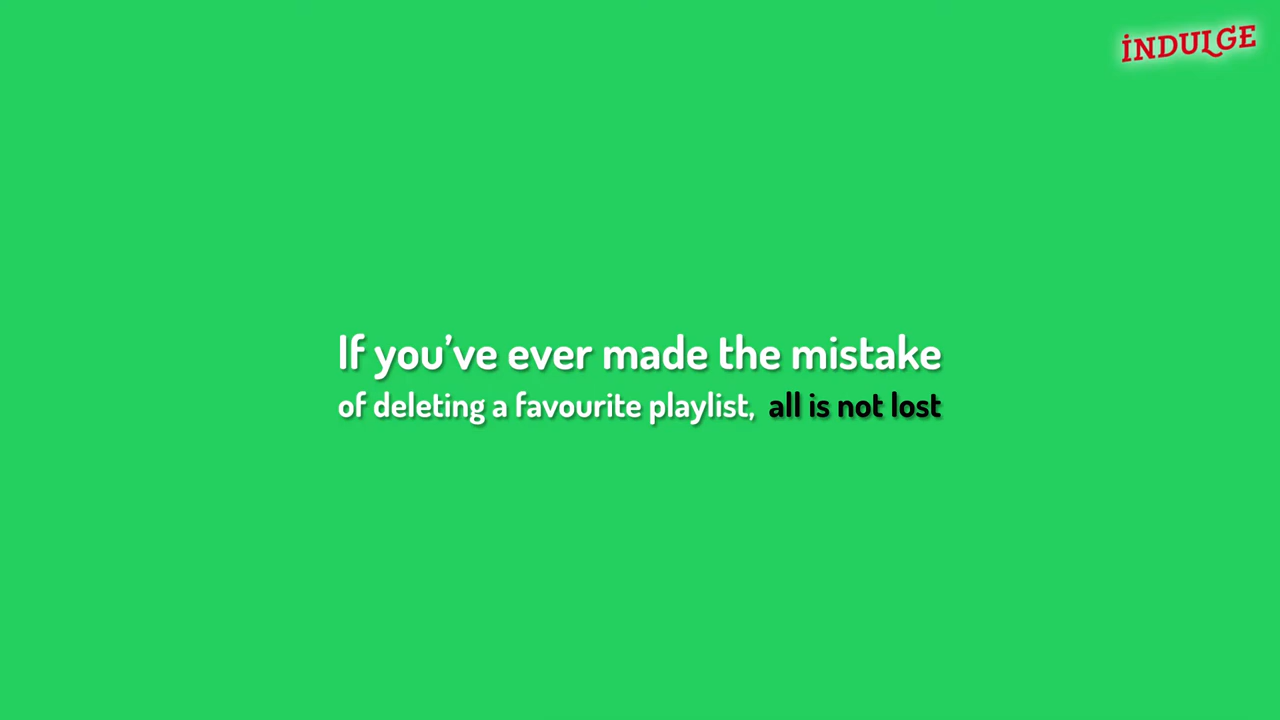 INDULGE
If you’ve ever made the mistake
of deleting a favourite playlist, all is not lost